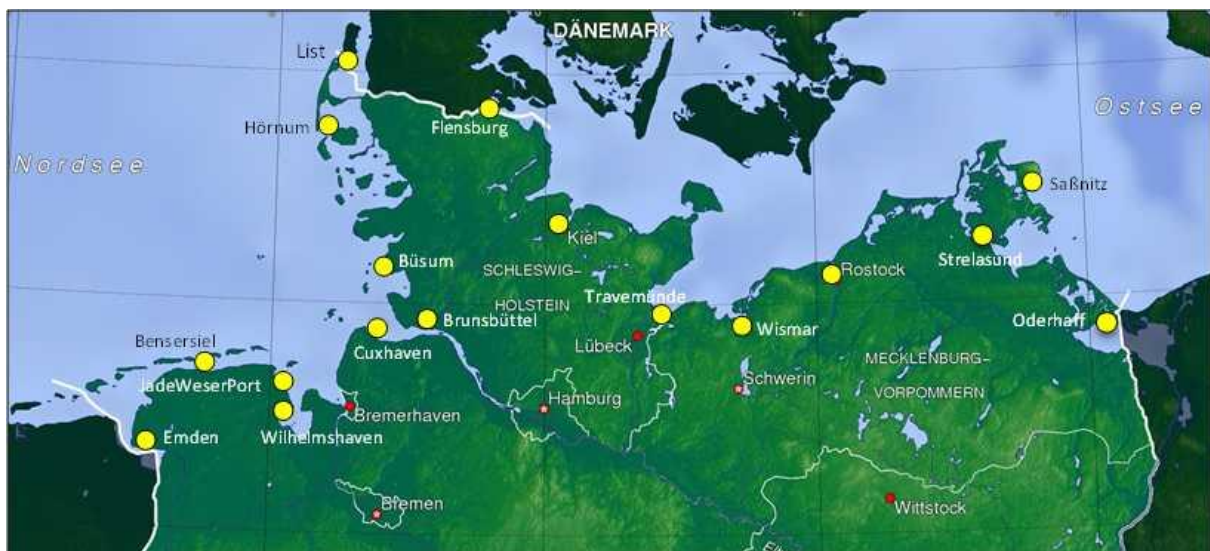 DÄNEMARK
List
Ostsee
Hörnum
Flensburg
Nordsee
Saßnitz
Kiel
Strelasund
Büsum
SCHLESWIG–
HOLSTEIN
Rostock
Travemünde
Brunsbüttel
Wismar
Oderhaff
Cuxhaven
Lübeck
Bensersiel
MECKLENBURG–
VORPOMMERN
JadeWeserPort
Schwerin
Hamburg
Bremerhaven
Emden
Wilhelmshaven
Bremen
Wittstock